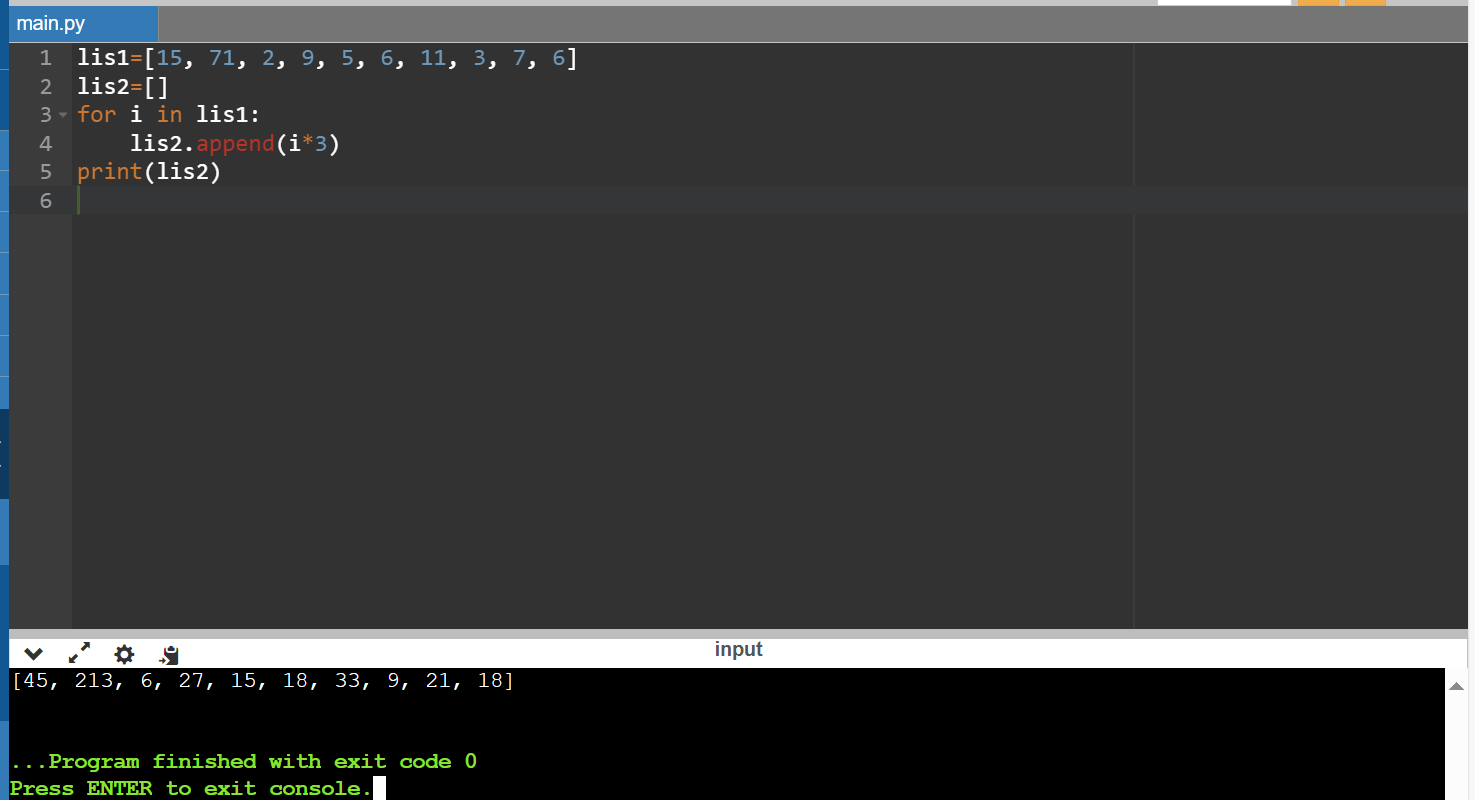 main.py
1 lis1=[15, 71, 2, 9, 5, 6, 11, 3, 7, 6]
2 lis2=[]
3 for i in lis1:
4     lis2.append(i*3)
5 print(lis2)
6
input
[45, 213, 6, 27, 15, 18, 33, 9, 21, 18]
...Program finished with exit code 0
Press ENTER to exit console.